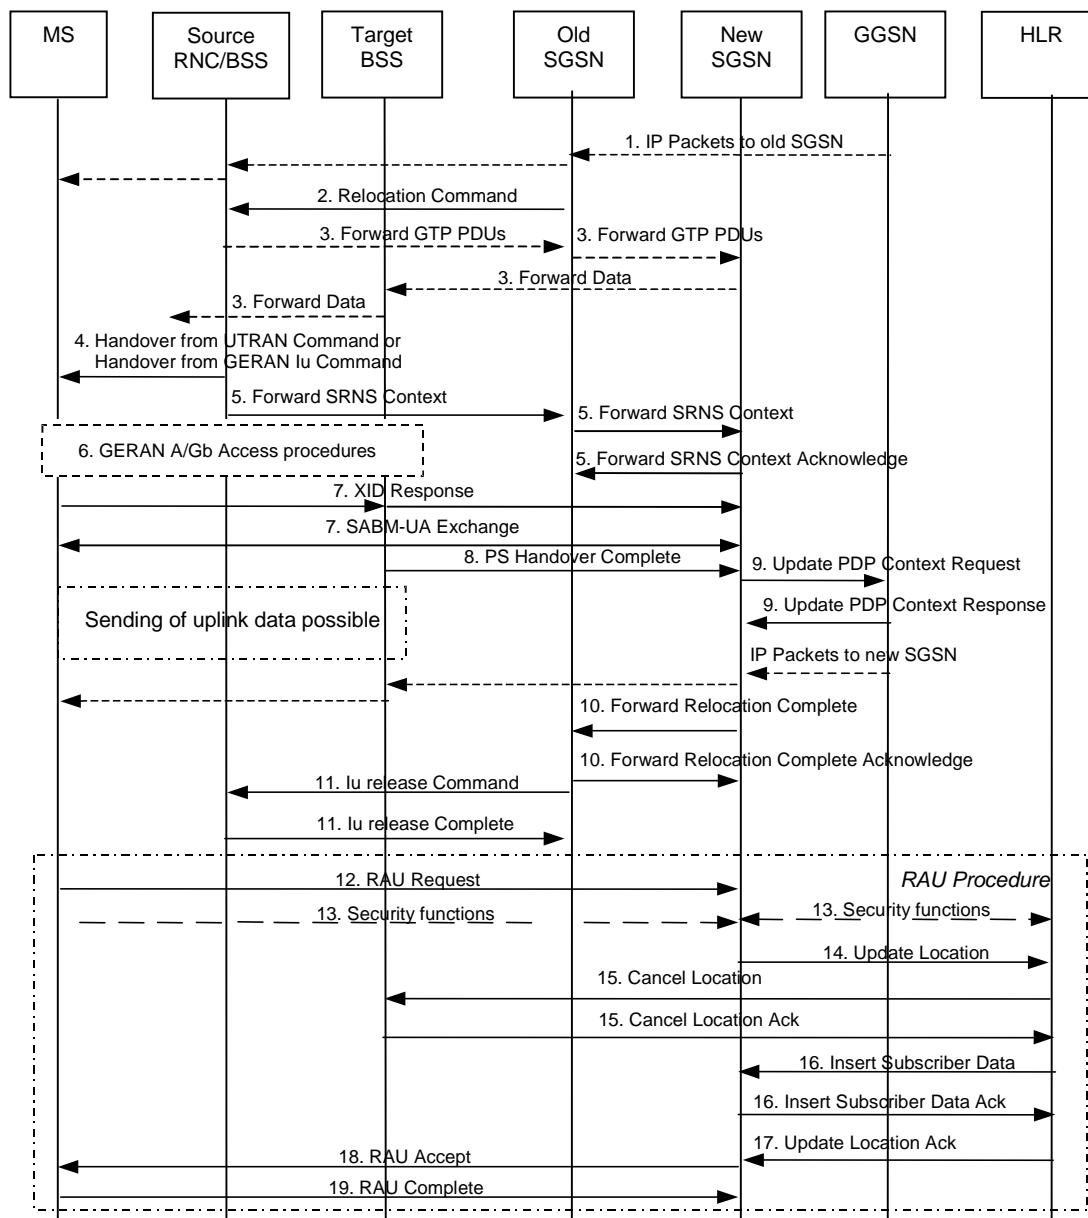 MS
Source
RNC/BSS
Target
BSS
Old
SGSN
New
SGSN
GGSN
HLR
1. IP Packets to old SGSN
2. Relocation Command
3. Forward GTP PDUs
3. Forward GTP PDUs
3. Forward Data
3. Forward Data
4. Handover from UTRAN Command or
Handover from GERAN Iu Command
5. Forward SRNS Context
5. Forward SRNS Context
6. GERAN A/Gb Access procedures
5. Forward SRNS Context Acknowledge
7. XID Response
7. SABM-UA Exchange
8. PS Handover Complete
9. Update PDP Context Request
Sending of uplink data possible
9. Update PDP Context Response
IP Packets to new SGSN
10. Forward Relocation Complete
10. Forward Relocation Complete Acknowledge
11. Iu release Command
11. Iu release Complete
12. RAU Request
RAU Procedure
13. Security functions
13. Security functions
14. Update Location
15. Cancel Location
15. Cancel Location Ack
16. Insert Subscriber Data
16. Insert Subscriber Data Ack
17. Update Location Ack
18. RAU Accept
19. RAU Complete